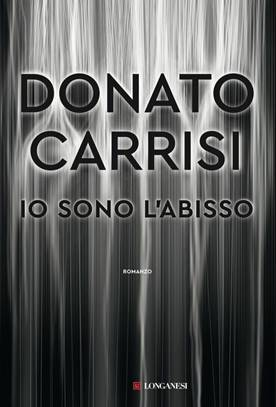 DONATO
CARRISI
IO SONO L'ABISSO
ROMANZO
LONGANESI